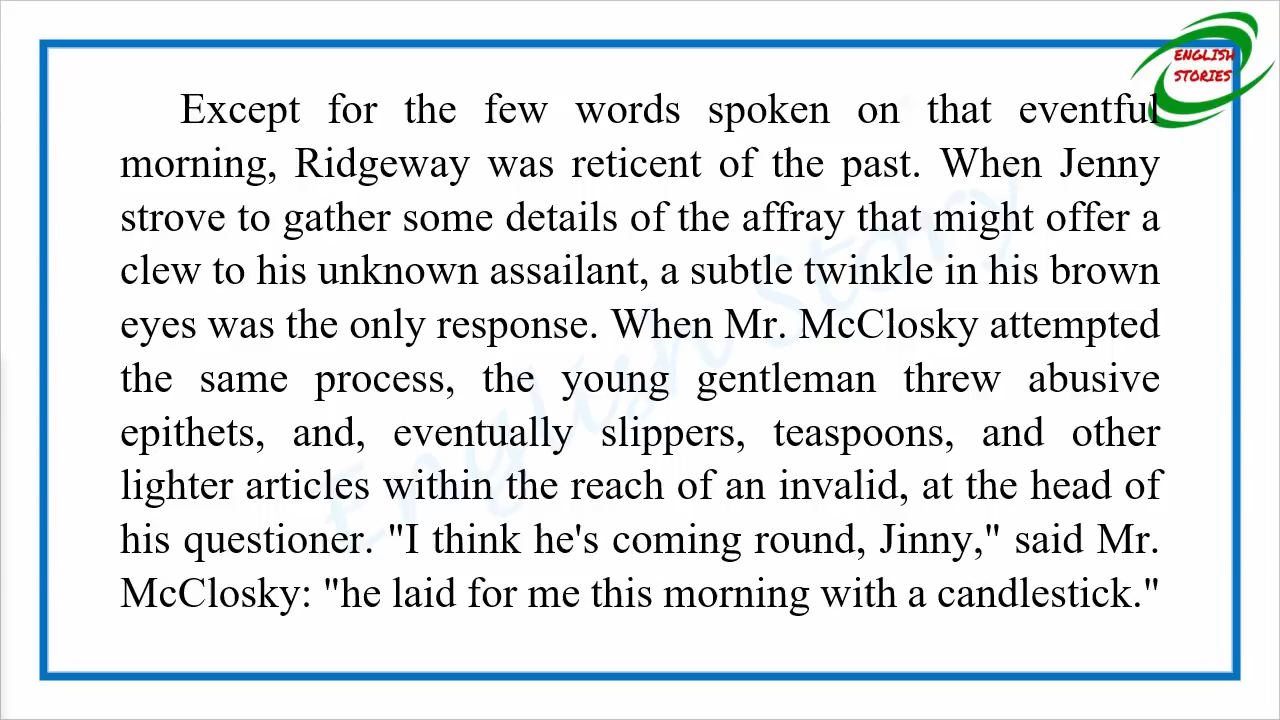 ENGLISH
STORIES
Except for the few words spoken on that eventful
morning, Ridgeway was reticent of the past. When Jenny
strove to gather some details of the affray that might offer a
clew to his unknown assailant, a subtle twinkle in his brown
eyes was the only response. When Mr. McClosky attempted
the same process, the young gentleman threw abusive
epithets, and, eventually slippers, teaspoons, and other
lighter articles within the reach of an invalid, at the head of
his questioner. "I think he's coming round, Jinny," said Mr.
McClosky: "he laid for me this morning with a candlestick."
English Story